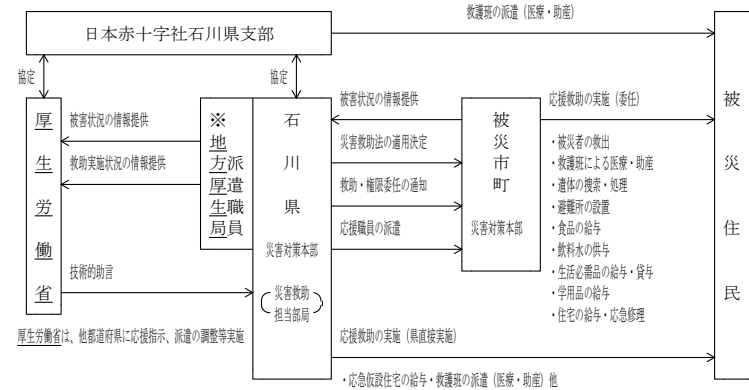 救護班の派遣（医療・助産）
日本赤十字社石川県支部
協定
協定
厚生労働省
被害状況の情報提供
救助実施状況の情報提供
技術的助言
※地方厚生局
派遣職員
石川県
災害対策本部
（災害救助
担当部局）
被害状況の情報提供
災害救助法の適用決定
救助・権限委任の通知
応援職員の派遣
被災市町
災害対策本部
応援救助の実施（委任）
・被災者の救出
・救護班による医療・助産
・遺体の捜索・処理
・避難所の設置
・食品の給与
・飲料水の供与
・生活必需品の給与・貸与
・学用品の給与
・住宅の給与・応急修理
被災住民
厚生労働省は、他都道府県に応援指示、派遣の調整等実施
応援救助の実施（県直接実施）
・応急仮設住宅の給与・救護班の派遣（医療・助産）他